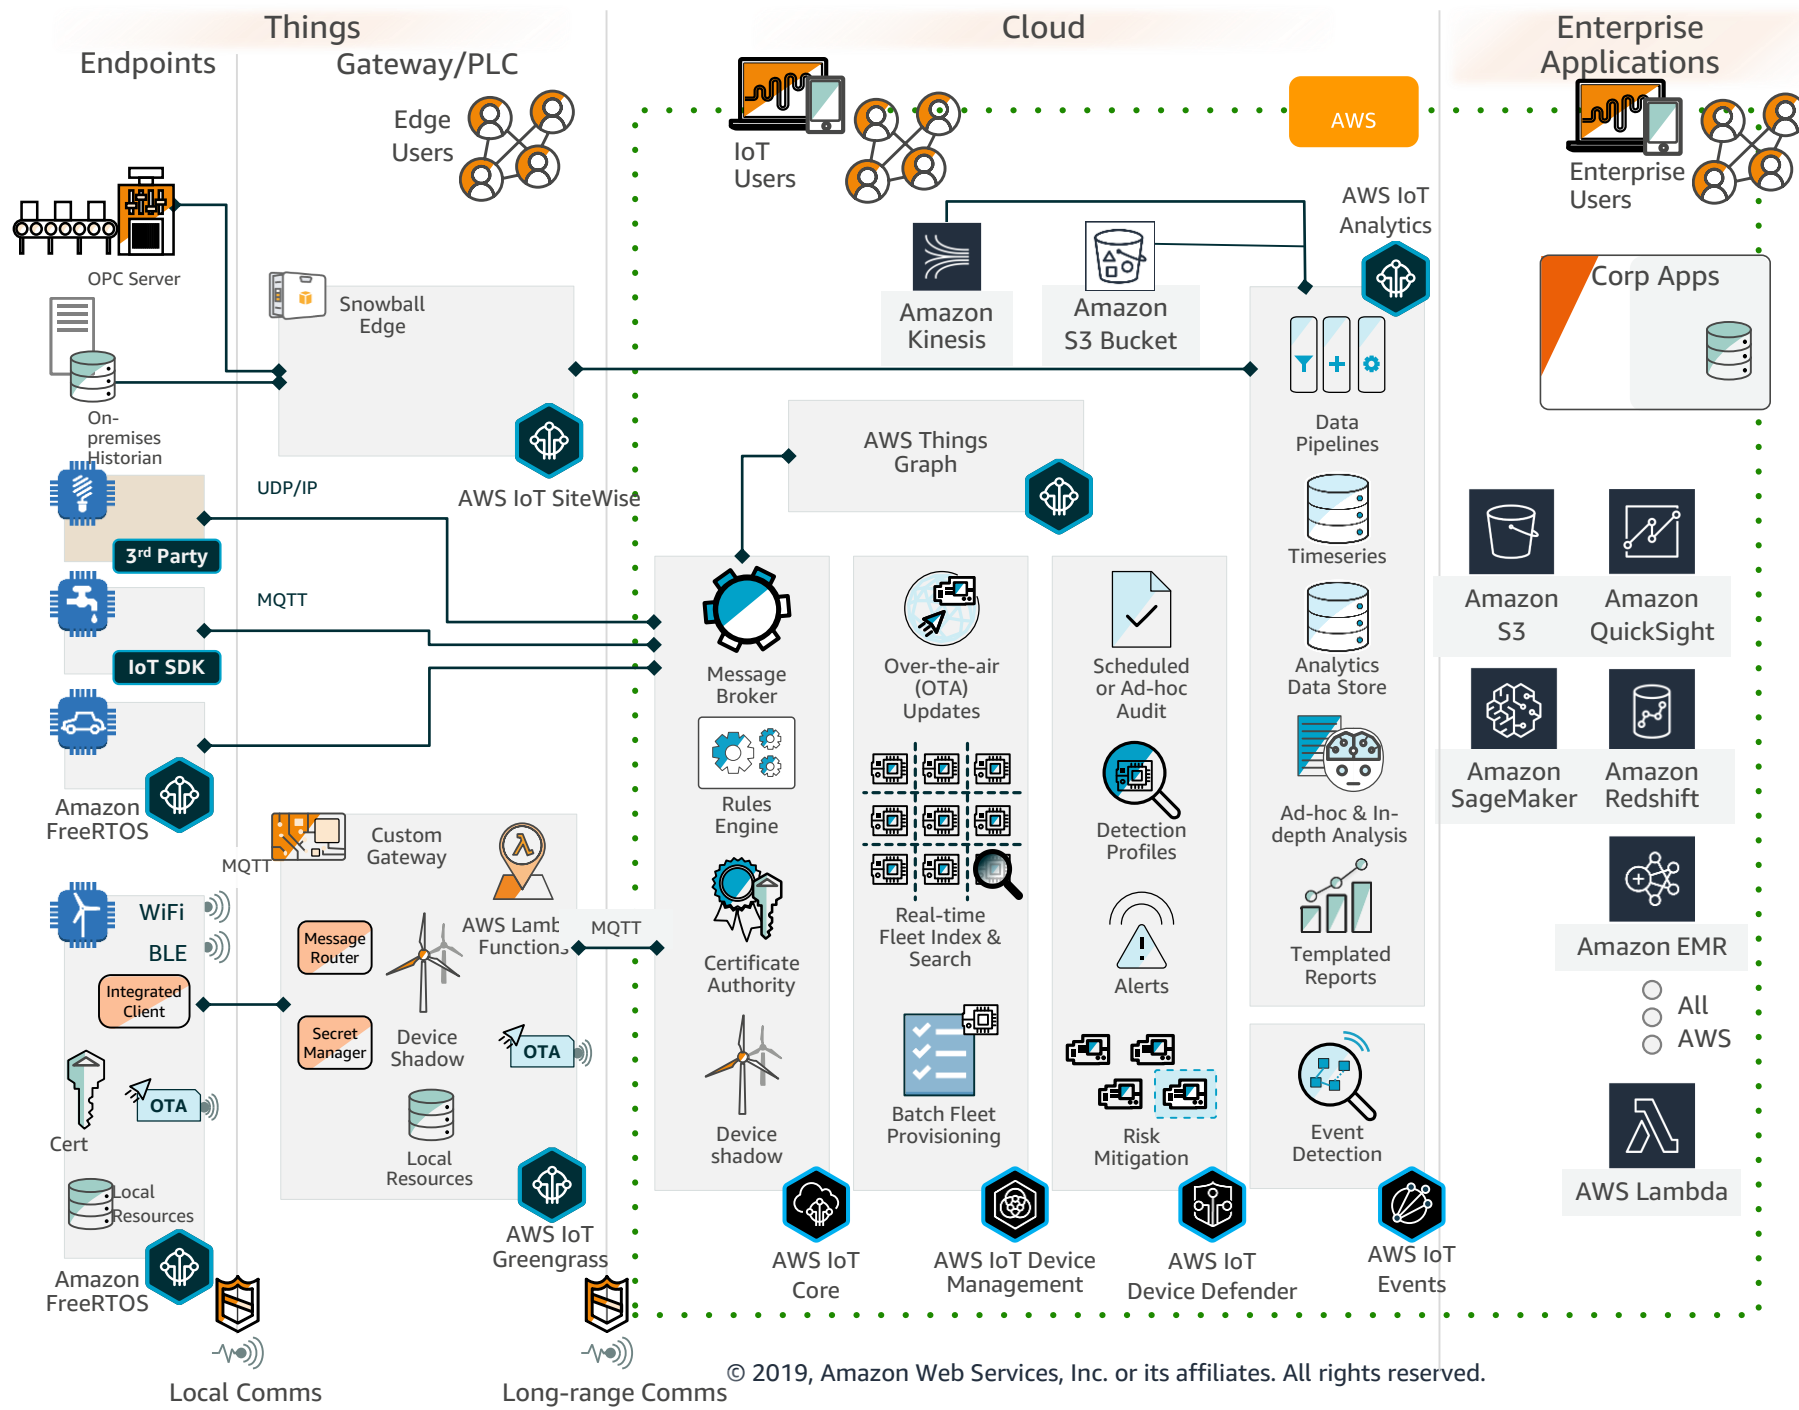 Things
Cloud
Enterprise
Applications
Endpoints
Gateway/PLC
Edge
Users
IoT
Users
AWS
Enterprise
Users
AWS IoT
Analytics
OPC Server
Snowball
Edge
Amazon
Kinesis
Amazon
S3 Bucket
Corp Apps
On-
premises
Historian
Data
Pipelines
AWS Things
Graph
UDP/IP
AWS IoT SiteWise
3rd Party
MQTT
IoT SDK
Timeseries
Amazon
S3
Amazon
QuickSight
Message
Broker
Over-the-air
(OTA)
Updates
Scheduled
or Ad-hoc
Audit
Analytics
Data Store
Amazon
FreeRTOS
Amazon
SageMaker
Amazon
Redshift
Rules
Engine
Detection
Profiles
Ad-hoc & In-
depth Analysis
MQTT
Custom
Gateway
WiFi
BLE
Integrated
Client
Message
Router
AWS Lamb
Functions
MQTT
Certificate
Authority
Real-time
Fleet Index &
Search
Alerts
Templated
Reports
Amazon EMR
All
AWS
Secret
Manager
Device
Shadow
OTA
Cert
OTA
Local
Resources
Device
shadow
Batch Fleet
Provisioning
Risk
Mitigation
Event
Detection
AWS Lambda
Local
Resources
Amazon
FreeRTOS
AWS IoT
Greengrass
AWS IoT
Core
AWS IoT Device
Management
AWS IoT
Device Defender
AWS IoT
Events
Local Comms
Long-range Comms
© 2019, Amazon Web Services, Inc. or its affiliates. All rights reserved.